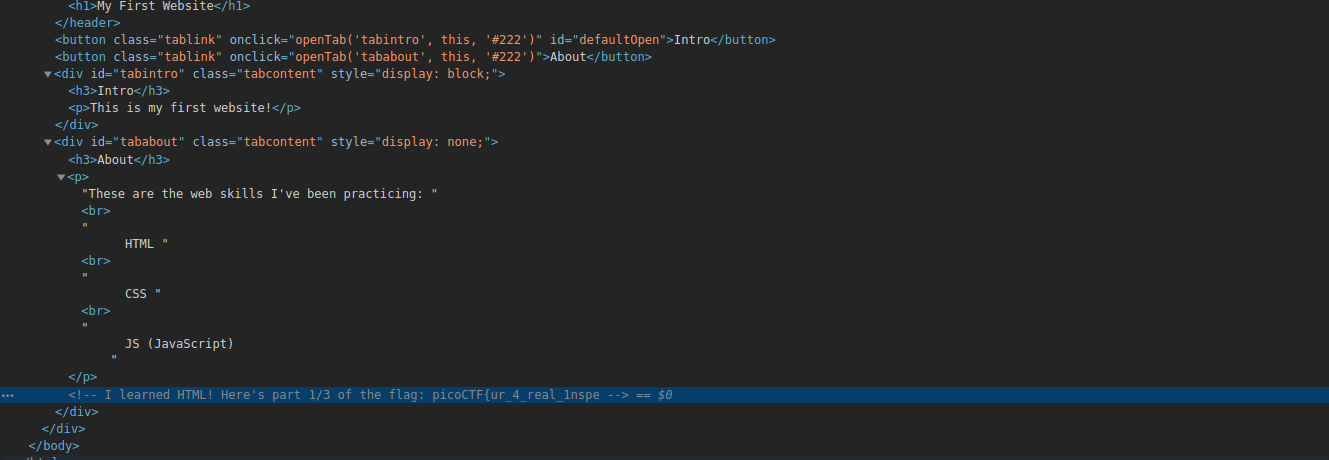 <h1>My First Website</h1>
</header>
<button class="tablink" onclick="openTab('tabintro', this, '#222')" id="defaultOpen">Intro</button>
<button class="tablink" onclick="openTab('tababout', this, '#222')">About</button>
<div id="tabintro" class="tabcontent" style="display: block;">
<h3>Intro</h3>
<p>This is my first website!</p>
</div>
<div id="tababout" class="tabcontent" style="display: none;">
<h3>About</h3>
<p>
"These are the web skills I've been practicing: "
<br>
"
HTML "
<br>
"
CSS "
<br>
"
JS (JavaScript)
"
</p>
<!-- I learned HTML! Here's part 1/3 of the flag: picoCTF{ur_4_real_1nspe --> == $0
</div>
</div>
</body>